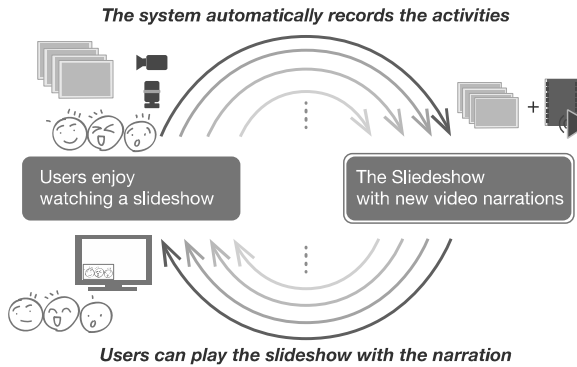 The system automatically records the activities
+
Users enjoy
watching a slideshow
The Sliedeshow
with new video narrations
Users can play the slideshow with the narration